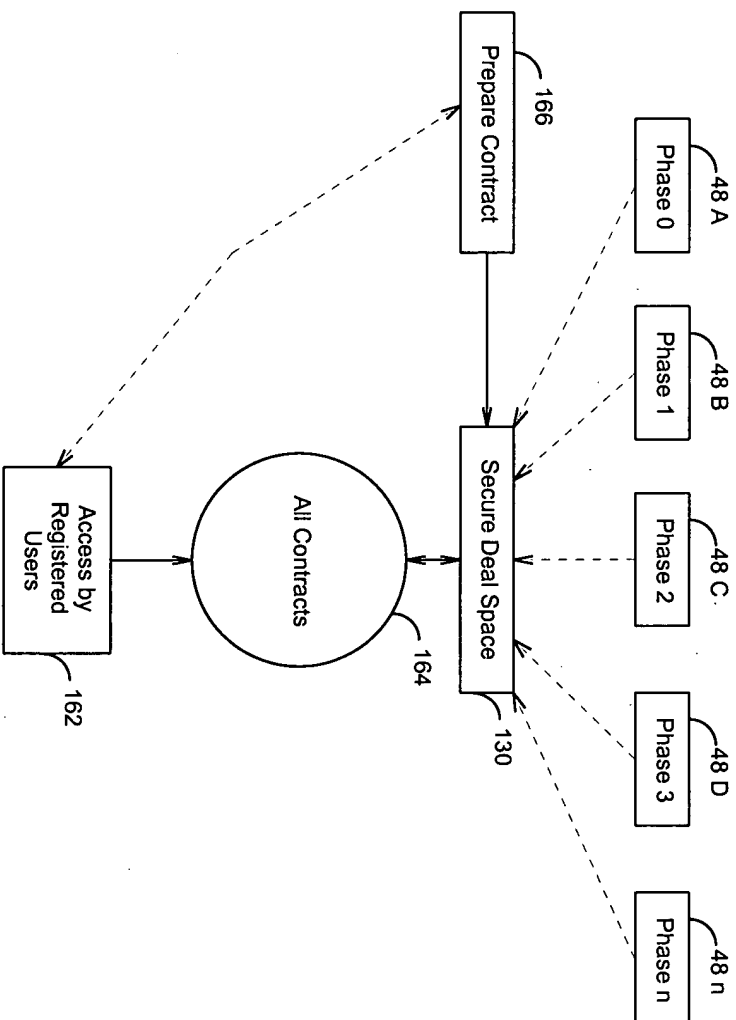 48 A
48 B
48 C.
48 D
48 n
Phase 0
Phase 1
Phase 2
Phase 3
Phase n
166
Prepare Contract
Secure Deal Space
130
All Contracts
164
Access by
Registered
Users
162